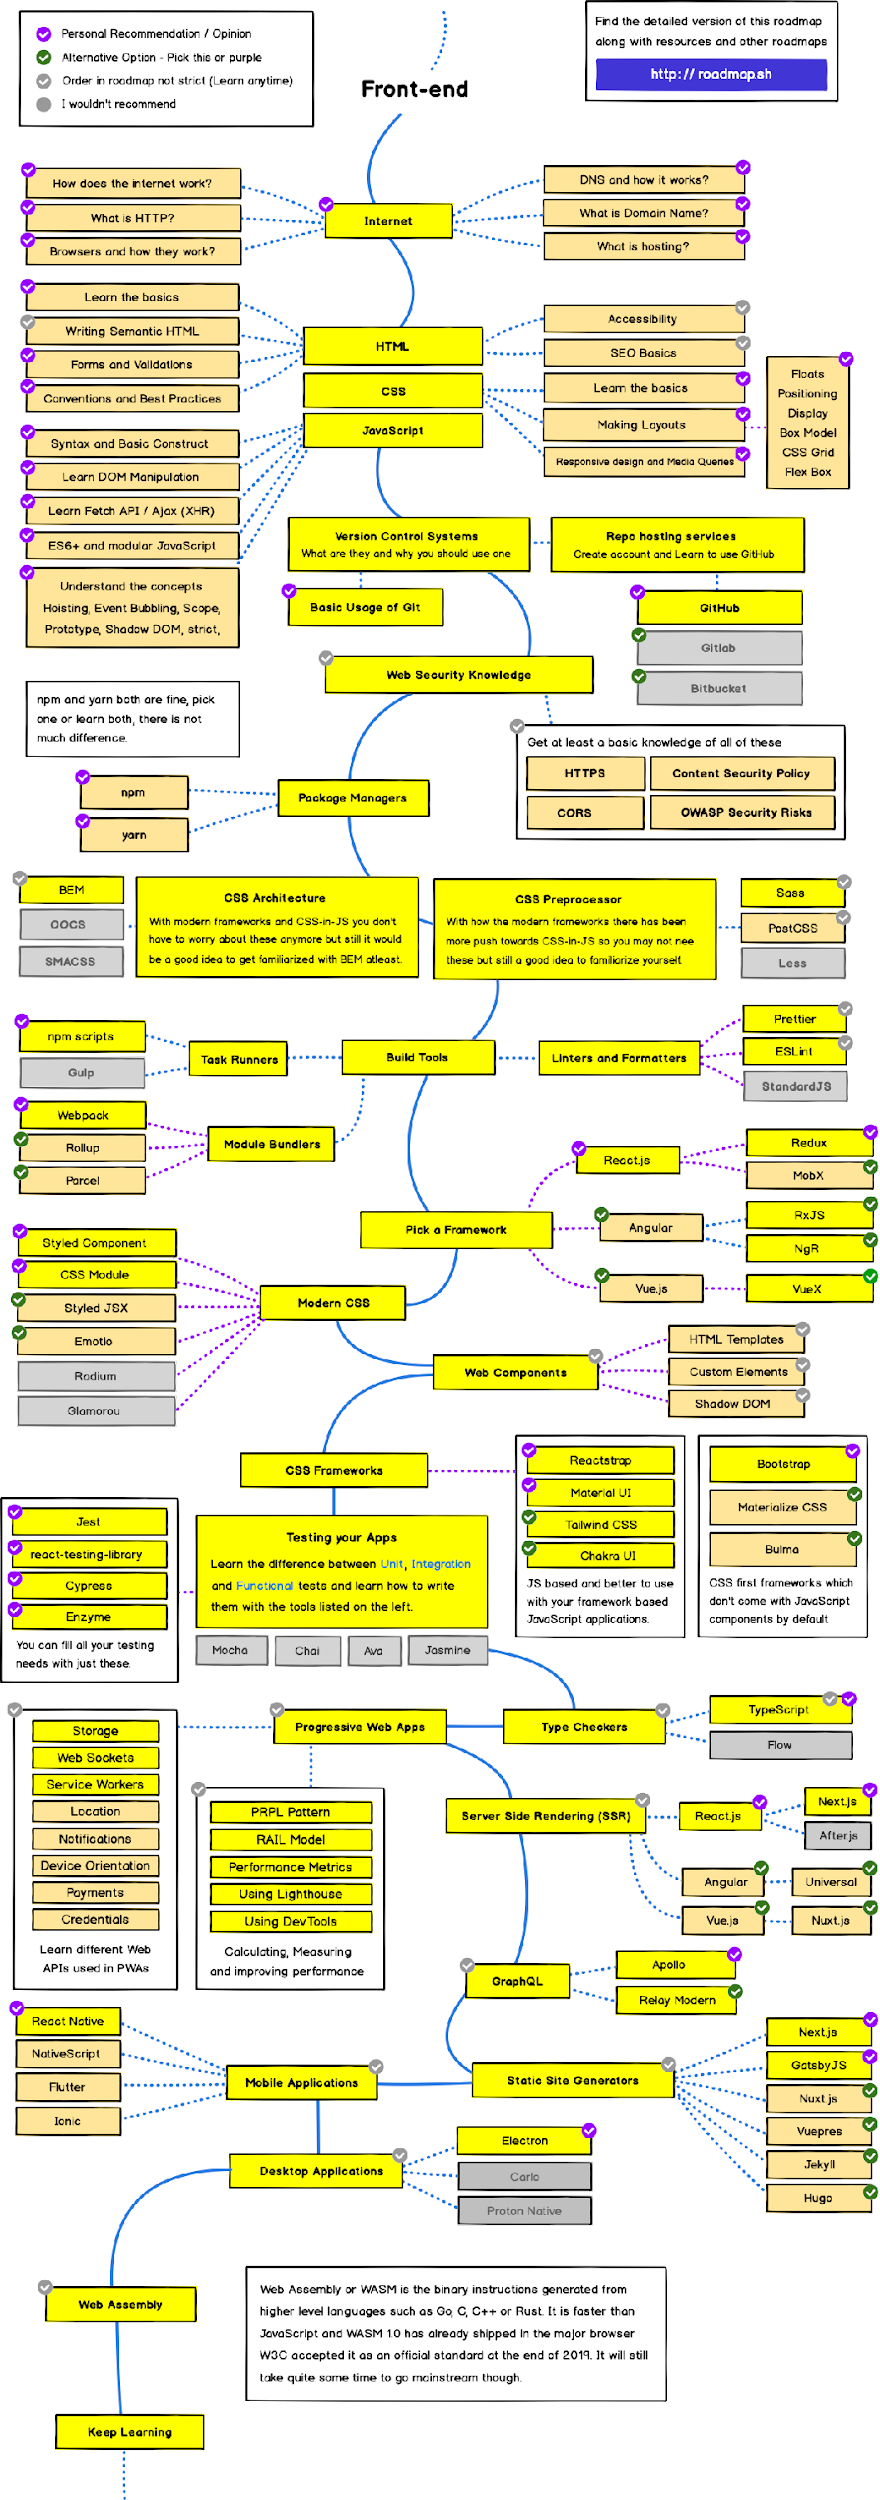 Personal Recommendation / Opinion
Alternative Option - Pick this or purple
Order in roadmap not strict (Learn anytime)
I wouldn't recommend
Find the detailed version of this roadmap
along with resources and other roadmaps
http://roadmap.sh
Front-end
How does the internet work?
What is HTTP?
Browsers and how they work?
Internet
DNS and how it works?
What is Domain Name?
What is hosting?
Learn the basics
Writing Semantic HTML
Forms and Validations
Conventions and Best Practices
HTML
CSS
JavaScript
Accessibility
SEO Basics
Learn the basics
Making Layouts
Responsive design and Media Queries
Floats
Positioning
Display
Box Model
CSS Grid
Flex Box
Syntax and Basic Construct
Learn DOM Manipulation
Learn Fetch API / Ajax (XHR)
ES6+ and modular JavaScript
Understand the concepts
Hoisting, Event Bubbling, Scope,
Prototype, Shadow DOM, strict,
Version Control Systems
What are they and why you should use one
Repo hosting services
Create account and Learn to use GitHub
Basic Usage of Git
GitHub
Gitlab
Bitbucket
Web Security Knowledge
npm and yarn both are fine, pick
one or learn both, there is not
much difference.
Get at least a basic knowledge of all of these
HTTPS
Content Security Policy
CORS
OWASP Security Risks
npm
yarn
Package Managers
BEM
OOCS
SMACSS
CSS Architecture
With modern frameworks and CSS-in-JS you don't
have to worry about these anymore but still it would
be a good idea to get familiarized with BEM atleast.
CSS Preprocessor
With how the modern frameworks there has been
more push towards CSS-in-JS so you may not nee
these but still a good idea to familiarize yourself.
Sass
PostCSS
Less
npm scripts
Gulp
Task Runners
Build Tools
Linters and Formatters
Prettier
ESLint
StandardJS
Webpack
Rollup
Parcel
Module Bundlers
React.js
Redux
MobX
Pick a Framework
Angular
RxJS
NgR
Vue.js
VueX
Styled Component
CSS Module
Styled JSX
Emotio
Radium
Glamorou
Modern CSS
Web Components
HTML Templates
Custom Elements
Shadow DOM
CSS Frameworks
Reactstrap
Material UI
Tailwind CSS
Chakra UI
JS based and better to use
with your framework based
JavaScript applications.
Bootstrap
Materialize CSS
Bulma
CSS first frameworks which
don't come with JavaScript
components by default
Jest
react-testing-library
Cypress
Enzyme
You can fill all your testing
needs with just these.
Testing your Apps
Learn the difference between Unit, Integration
and Functional tests and learn how to write
them with the tools listed on the left.
Mocha
Chai
Ava
Jasmine
Storage
Web Sockets
Service Workers
Location
Notifications
Device Orientation
Payments
Credentials
Learn different Web
APIs used in PWAs
Progressive Web Apps
Type Checkers
TypeScript
Flow
PRPL Pattern
RAIL Model
Performance Metrics
Using Lighthouse
Using DevTools
Calculating, Measuring
and improving performance
Server Side Rendering (SSR)
React.js
Next.js
Afterjs
Angular
Universal
Vue.js
Nuxt.js
GraphQL
Apollo
Relay Modern
React Native
NativeScript
Flutter
Ionic
Mobile Applications
Static Site Generators
Next.js
GatsbyJS
Nuxt.js
Vuepres
Jekyll
Hugo
Desktop Applications
Electron
Carlo
Proton Native
Web Assembly
Web Assembly or WASM is the binary instructions generated from
higher level languages such as Go, C, C++ or Rust. It is faster than
JavaScript and WASM 1.0 has already shipped in the major browser
W3C accepted it as an official standard at the end of 2019. It will still
take quite some time to go mainstream though.
Keep Learning